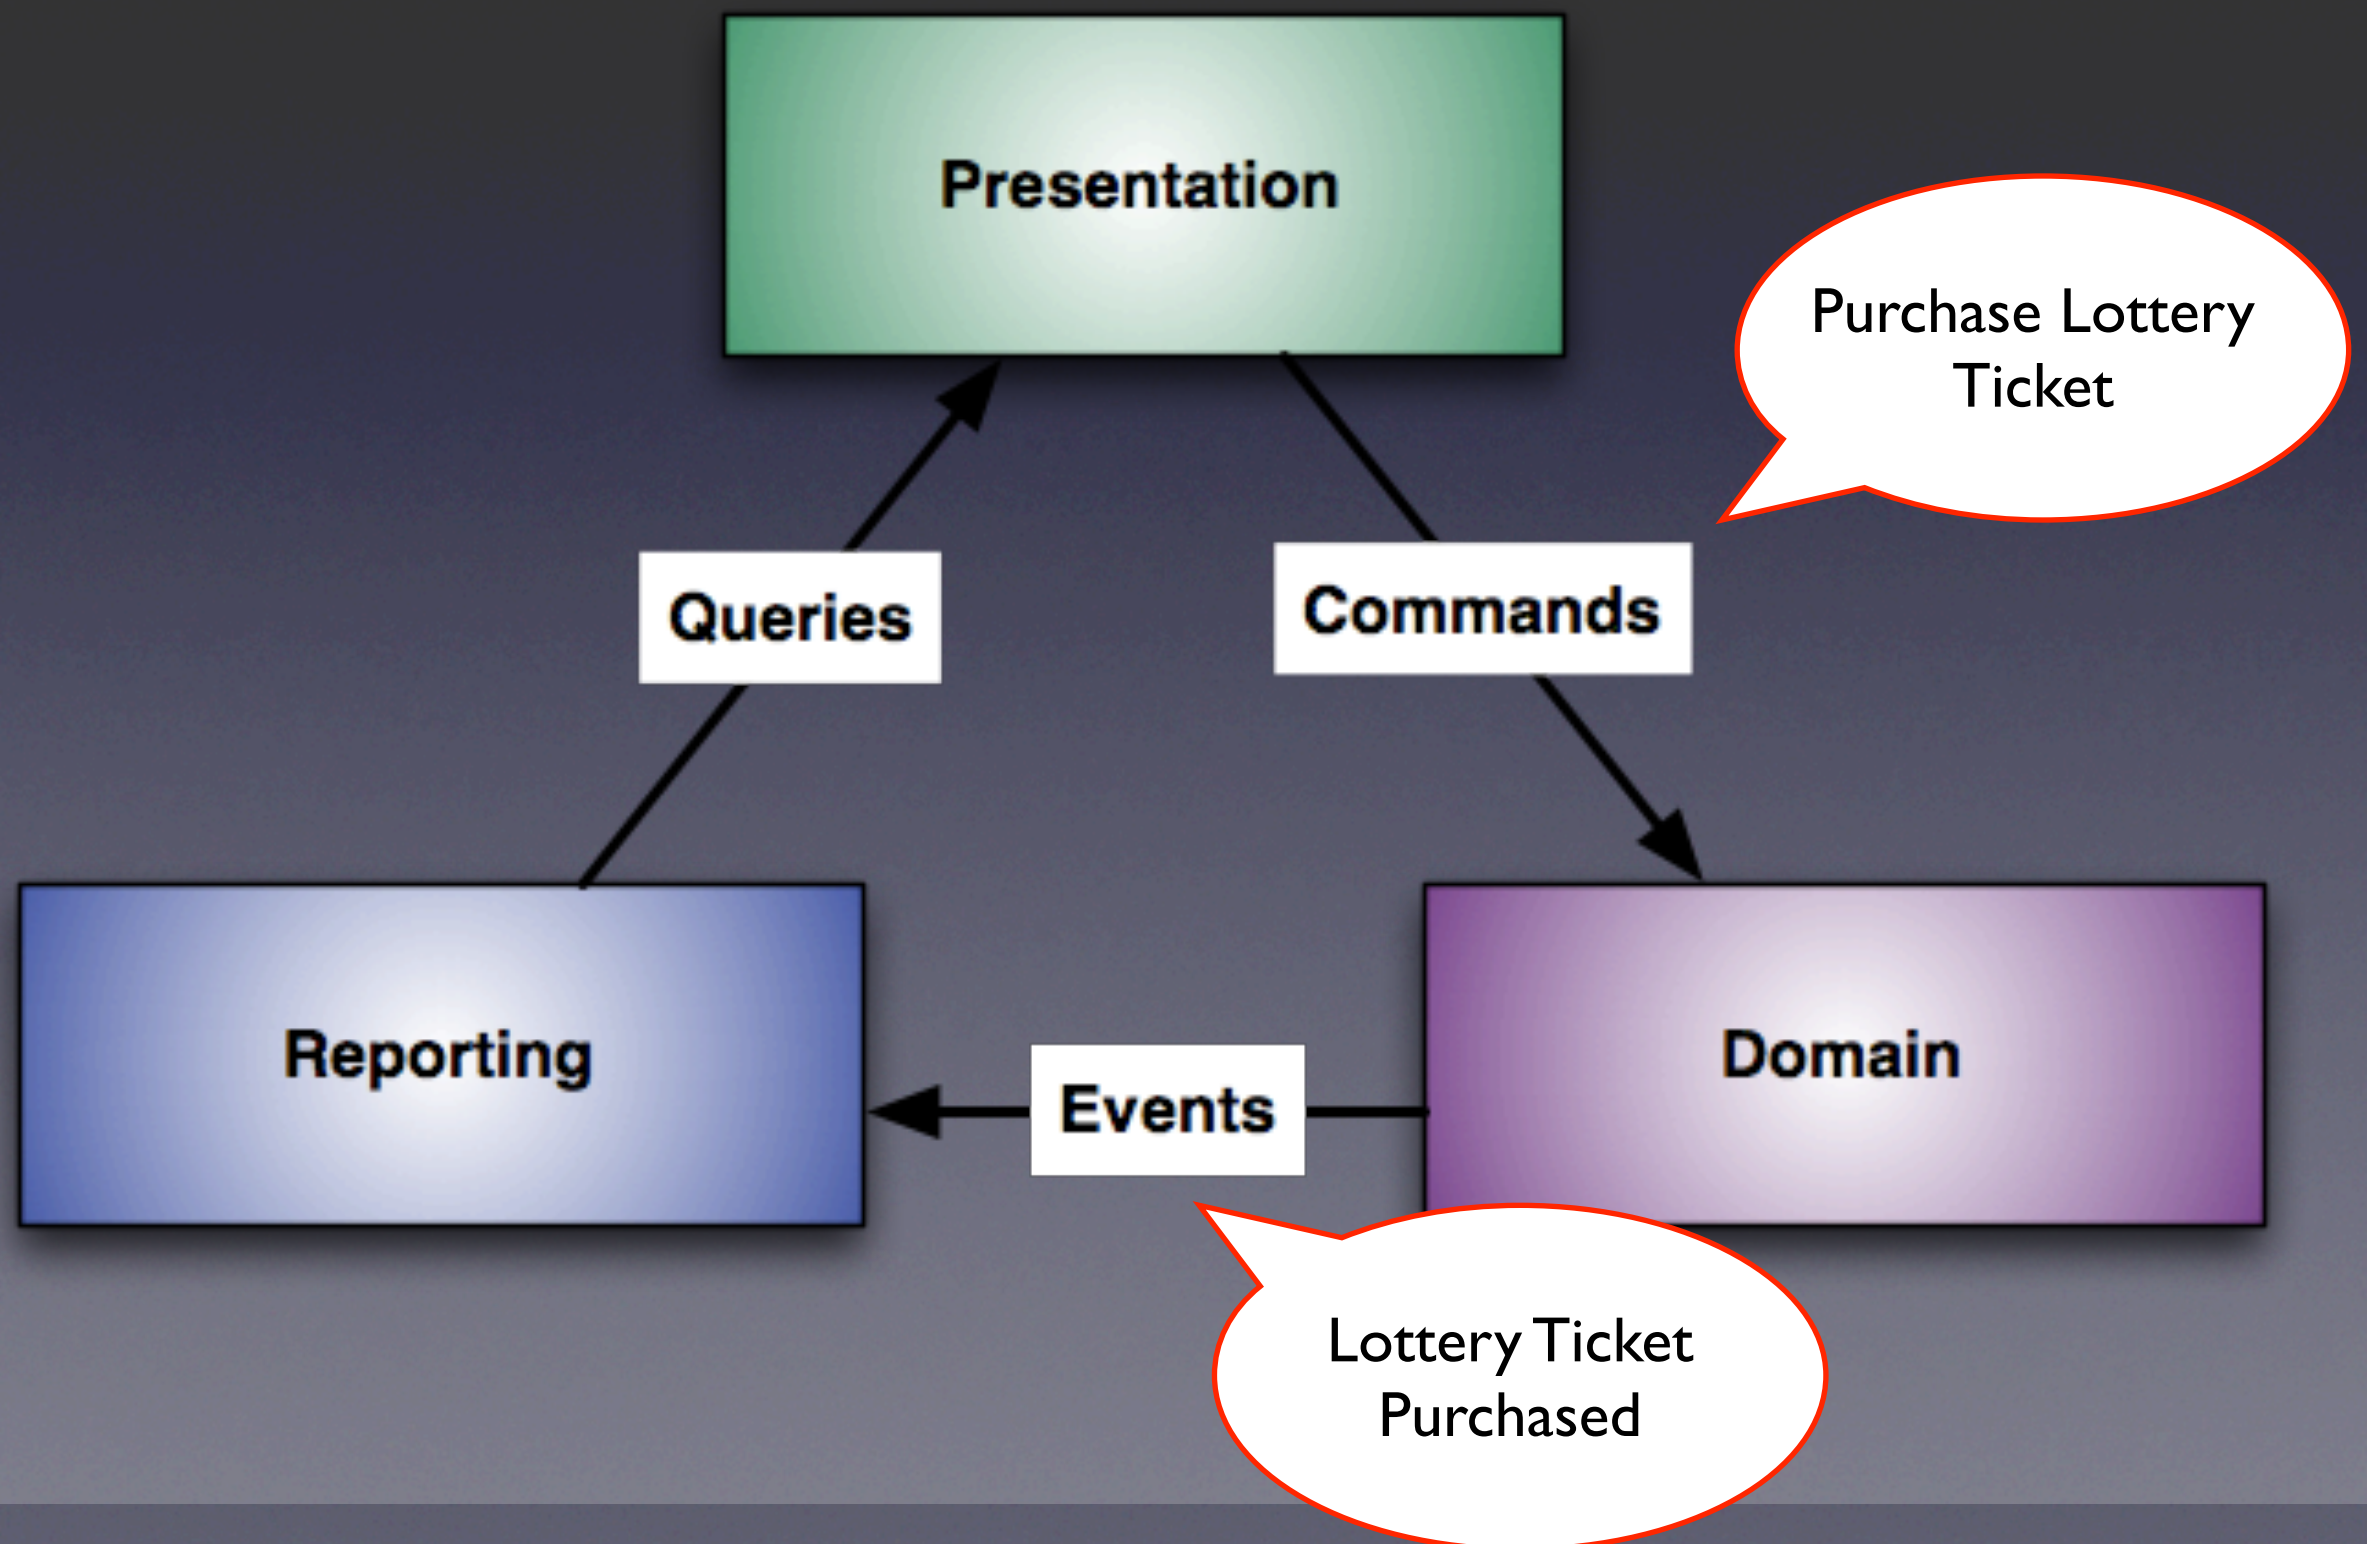 Presentation
Purchase Lottery
Ticket
Queries
Commands
Reporting
Domain
Events
Lottery Ticket
Purchased